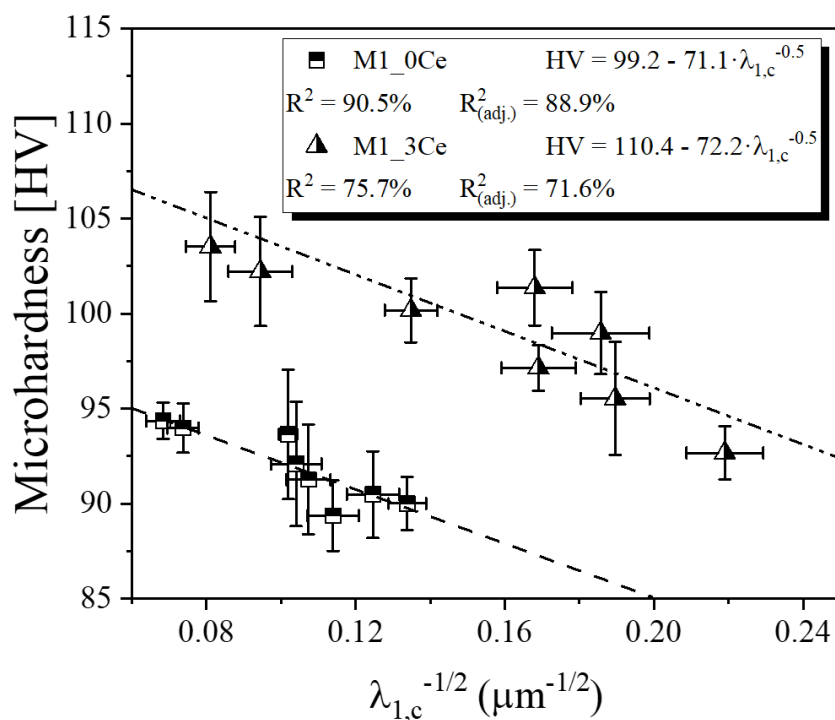 115
110
105
100
95
90
85
Microhardness [HV]
M1_0Ce HV = 99.2 - 71.1·λ1,c^-0.5
R² = 90.5% R²(adj.) = 88.9%
M1_3Ce HV = 110.4 - 72.2·λ1,c^-0.5
R² = 75.7% R²(adj.) = 71.6%
0.08 0.12 0.16 0.20 0.24
λ1,c^-1/2 (μm^-1/2)